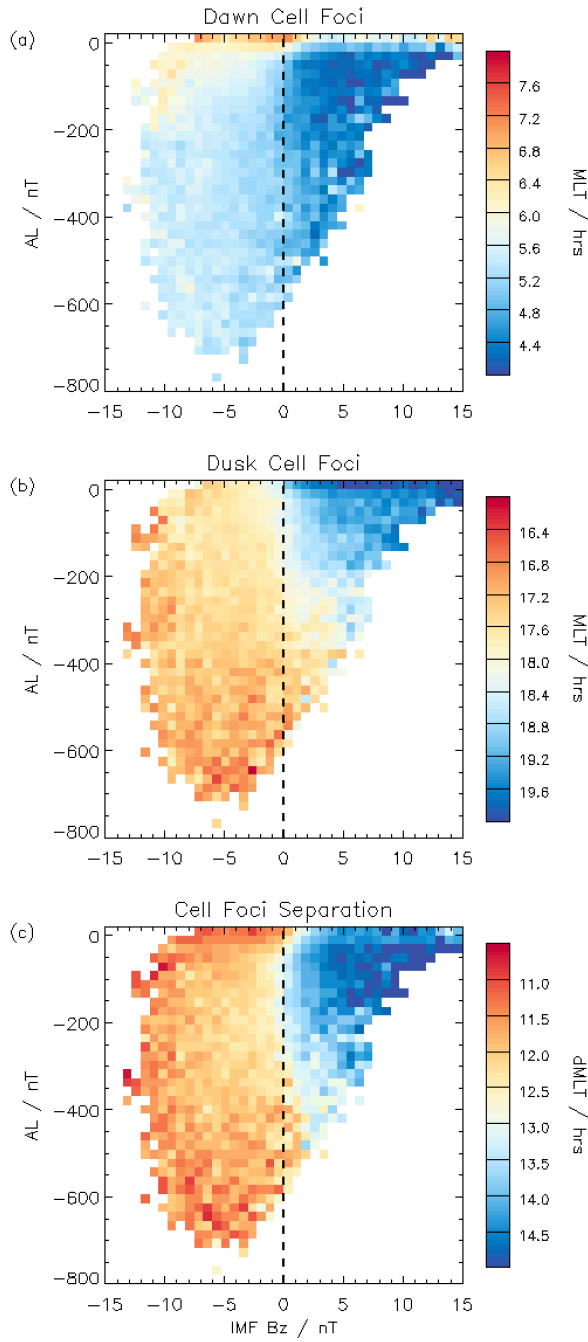 Dawn Cell Foci
(a)
0
−200
−400
−600
−800
AL / nT
−15 −10 −5 0 5 10 15
7.6
7.2
6.8
6.4
6.0
5.6
5.2
4.8
4.4
MLT / hrs
Dusk Cell Foci
(b)
0
−200
−400
−600
−800
AL / nT
−15 −10 −5 0 5 10 15
16.4
16.8
17.2
17.6
18.0
18.4
18.8
19.2
19.6
MLT / hrs
Cell Foci Separation
(c)
0
−200
−400
−600
−800
AL / nT
−15 −10 −5 0 5 10 15
IMF Bz / nT
11.0
11.5
12.0
12.5
13.0
13.5
14.0
14.5
dMLT / hrs